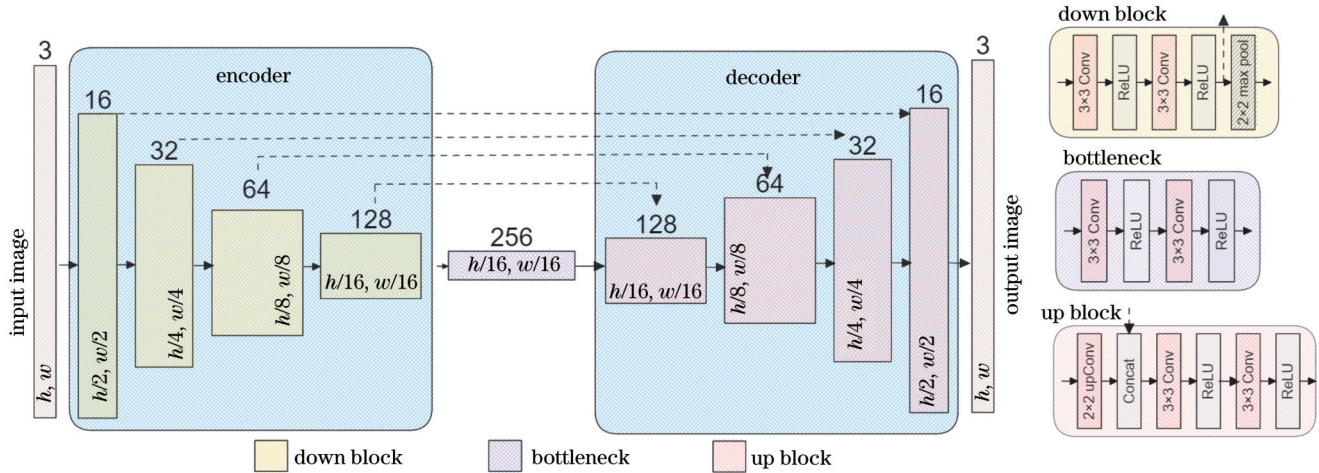 encoder
decoder
3
16
32
64
128
256
128
64
32
16
3
input image
h, w
h/2, w/2
h/4, w/4
h/8, w/8
h/16, w/16
h/16, w/16
h/16, w/16
h/8, w/8
h/4, w/4
h/2, w/2
h, w
output image
down block
bottleneck
up block
down block
3×3 Conv
ReLU
3×3 Conv
ReLU
2×2 max pool
bottleneck
3×3 Conv
ReLU
3×3 Conv
ReLU
up block
2×2 upConv
Concat
3×3 Conv
ReLU
3×3 Conv
ReLU